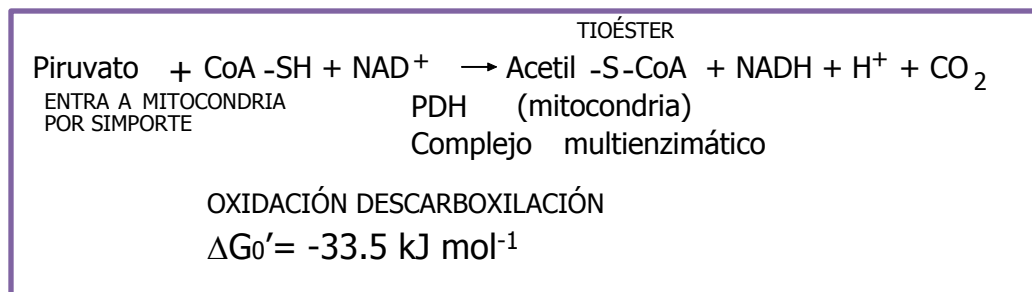 TIOÉSTER
Piruvato + CoA -SH + NAD⁺ → Acetil -S-CoA + NADH + H⁺ + CO₂
ENTRA A MITOCONDRIA
POR SIMPORTE
PDH (mitocondria)
Complejo multienzimático
OXIDACIÓN DESCARBOXILACIÓN
ΔG₀′= -33.5 kJ mol⁻¹